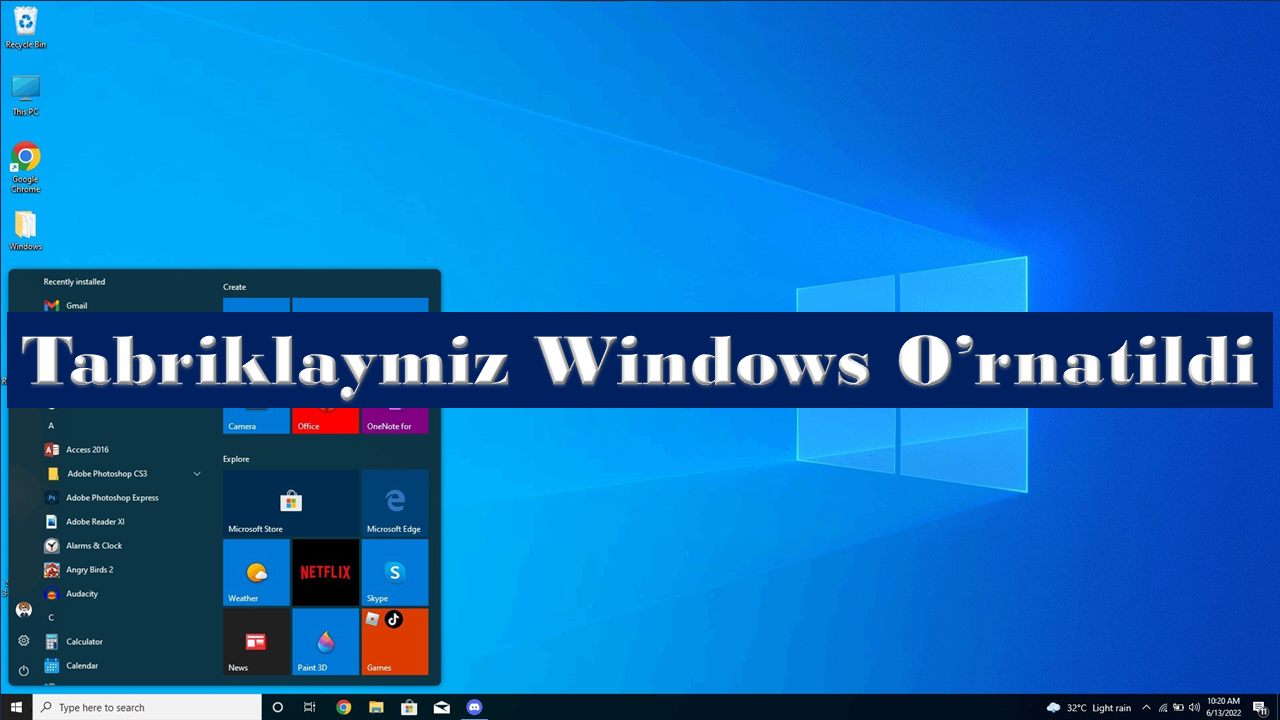 Recycle Bin
This PC
Google
Chrome
Windows
Recently installed
Gmail
Create
Tabriklaymiz Windows O’rnatildi
A
Access 2016
Adobe Photoshop CS3
Adobe Photoshop Express
Adobe Reader XI
Alarms & Clock
Angry Birds 2
Audacity
C
Calculator
Calendar
Camera
Office
OneNote for
Explore
Microsoft Store
Microsoft Edge
Weather
NETFLIX
Skype
News
Paint 3D
Games
Type here to search
32°C Light rain
10:20 AM
6/13/2022
11